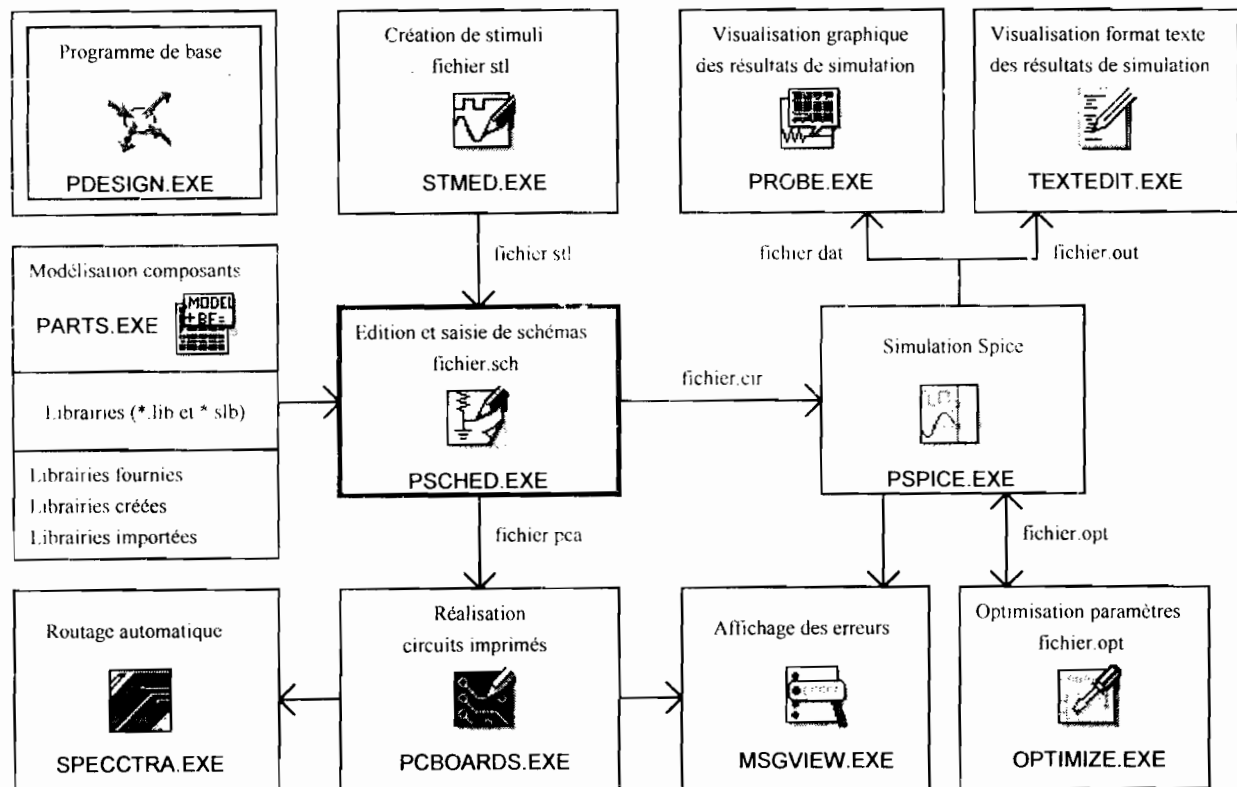 Programme de base
PDESIGN.EXE
Création de stimuli
fichier stl
STMED.EXE
Visualisation graphique
des résultats de simulation
PROBE.EXE
Visualisation format texte
des résultats de simulation
TEXTEDIT.EXE
fichier stl
fichier dat
fichier.out
Modélisation composants
PARTS.EXE
MODEL
+BF=
Librairies (*.lib et * slb)
Librairies fournies
Librairies créées
Librairies importées
Edition et saisie de schémas
fichier.sch
PSCHED.EXE
fichier.cir
Simulation Spice
PSPICE.EXE
fichier pca
fichier.opt
Routage automatique
SPECCTRA.EXE
Réalisation
circuits imprimés
PCBOARDS.EXE
Affichage des erreurs
MSGVIEW.EXE
Optimisation paramètres
fichier.opt
OPTIMIZE.EXE